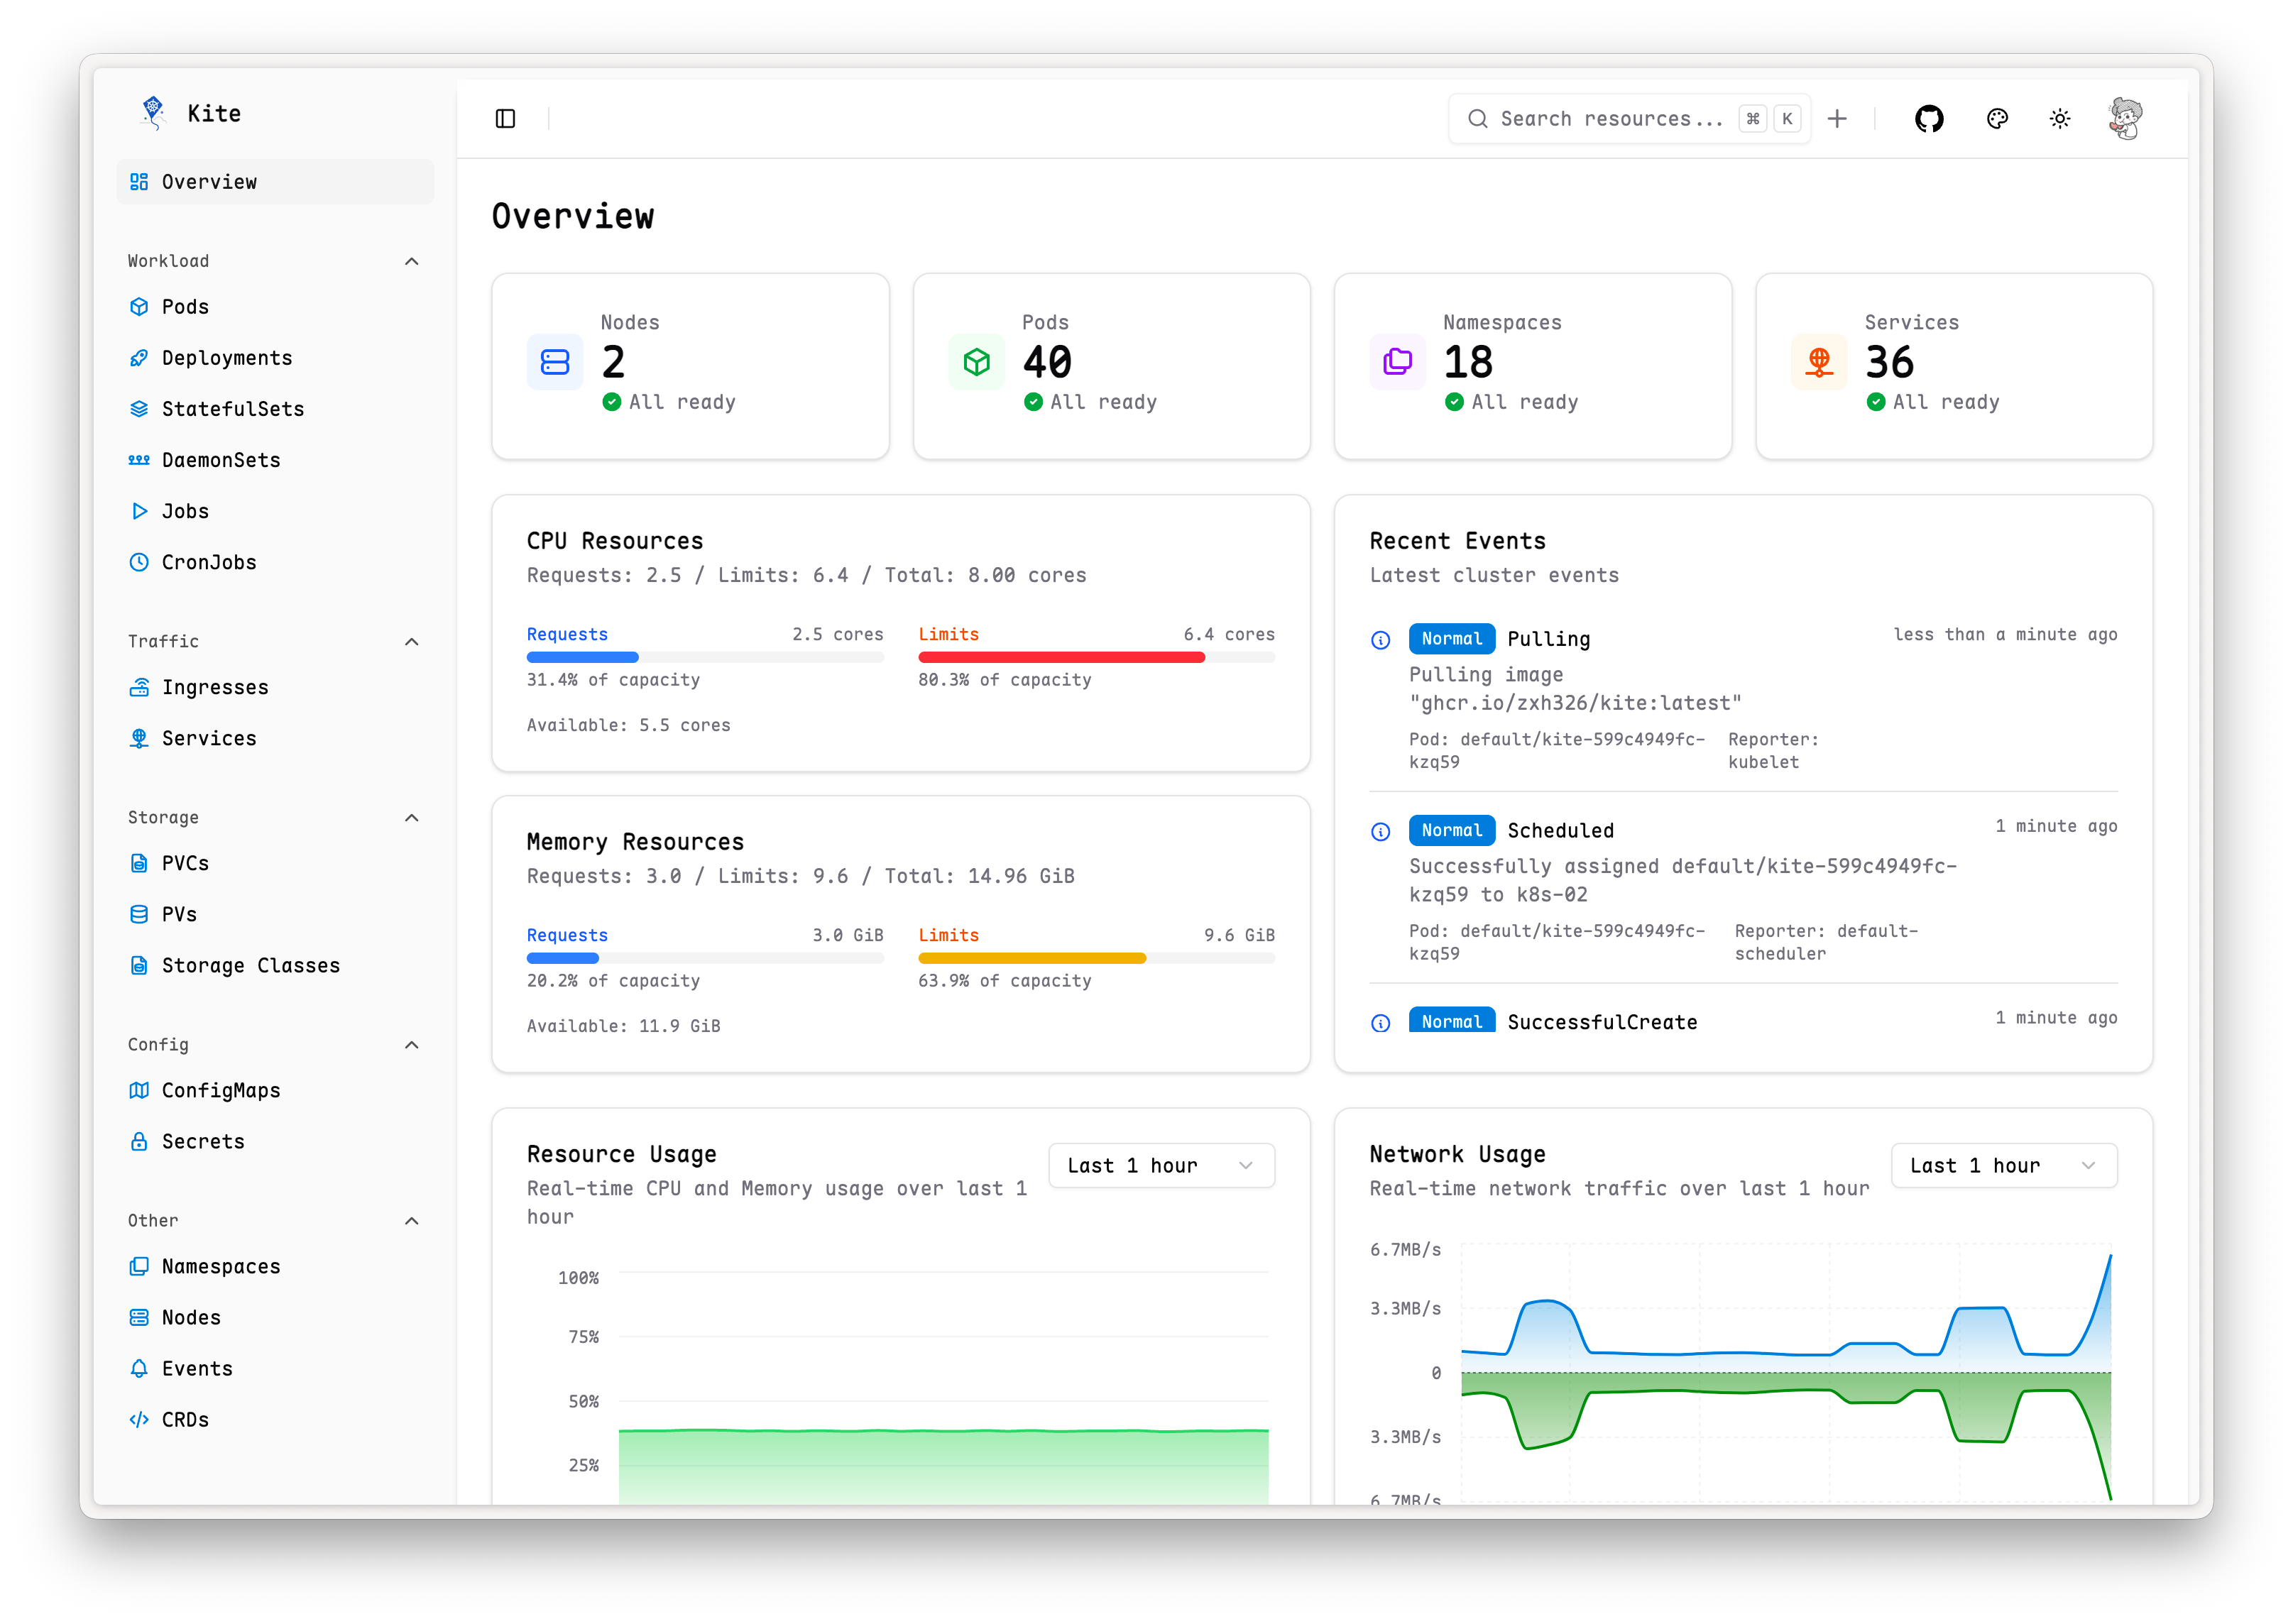 Kite
Overview
Workload
Pods
Deployments
StatefulSets
DaemonSets
Jobs
CronJobs
Traffic
Ingresses
Services
Storage
PVCs
PVs
Storage Classes
Config
ConfigMaps
Secrets
Other
Namespaces
Nodes
Events
CRDs
Search resources... ⌘ K
Overview
Nodes
2
All ready
Pods
40
All ready
Namespaces
18
All ready
Services
36
All ready
CPU Resources
Requests: 2.5 / Limits: 6.4 / Total: 8.00 cores
Requests 2.5 cores
31.4% of capacity
Limits 6.4 cores
80.3% of capacity
Available: 5.5 cores
Memory Resources
Requests: 3.0 / Limits: 9.6 / Total: 14.96 GiB
Requests 3.0 GiB
20.2% of capacity
Limits 9.6 GiB
63.9% of capacity
Available: 11.9 GiB
Recent Events
Latest cluster events
Normal Pulling less than a minute ago
Pulling image
"ghcr.io/zxh326/kite:latest"
Pod: default/kite-599c4949fc-
kzq59
Reporter:
kubelet
Normal Scheduled 1 minute ago
Successfully assigned default/kite-599c4949fc-
kzq59 to k8s-02
Pod: default/kite-599c4949fc-
kzq59
Reporter: default-
scheduler
Normal SuccessfulCreate 1 minute ago
Resource Usage
Real-time CPU and Memory usage over last 1
hour
Last 1 hour
100%
75%
50%
25%
Network Usage
Real-time network traffic over last 1 hour
Last 1 hour
6.7MB/s
3.3MB/s
0
3.3MB/s
6.7MB/s